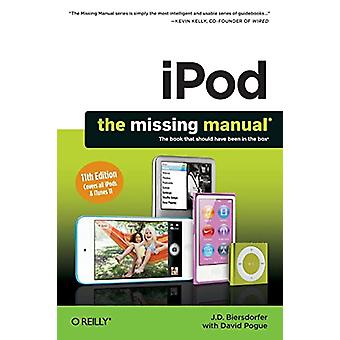 "The Missing Manual series is simply the most intelligent and usable series of guidebooks..."
—KEVIN KELLY, CO-FOUNDER OF WIRED
iPod
the missing manual®
The book that should have been in the box®
11th Edition
Covers all iPods
& iTunes 11
J.D. Biersdorfer
with David Pogue
O'REILLY®